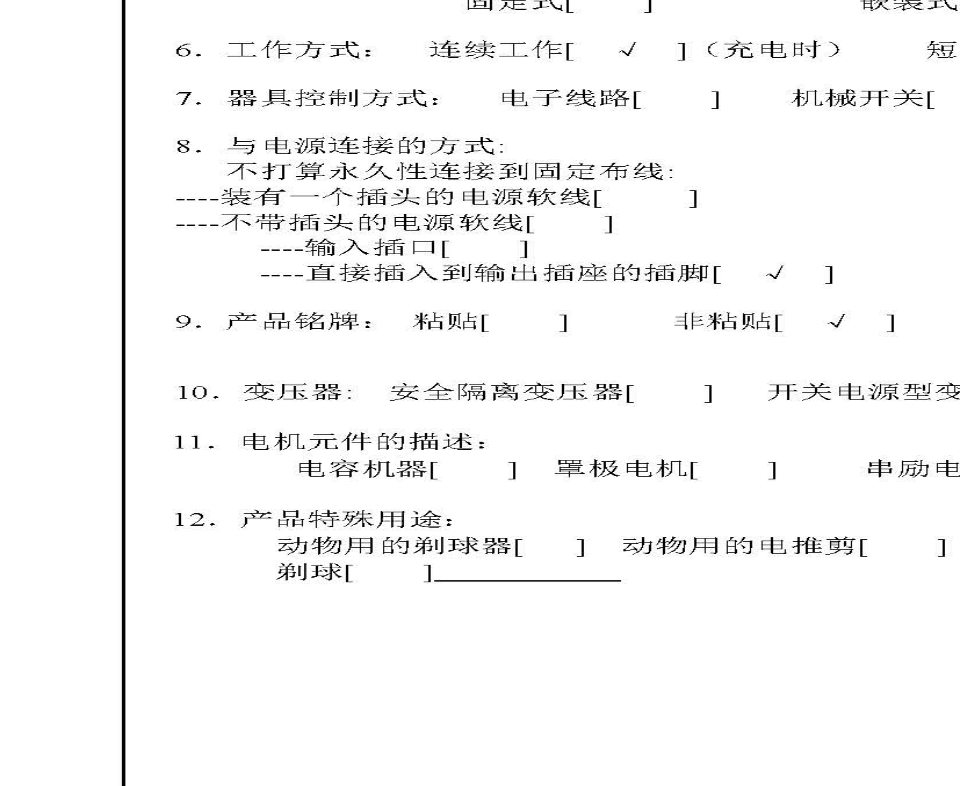 固定式[ ] 嵌装式
6. 工作方式： 连续工作[ √ ]（充电时） 短
7. 器具控制方式： 电子线路[ ] 机械开关[
8. 与电源连接的方式:
不打算永久性连接到固定布线:
----装有一个插头的电源软线[ ]
----不带插头的电源软线[ ]
----输入插口[ ]
----直接插入到输出插座的插脚[ √ ]
9. 产品铭牌： 粘贴[ ] 非粘贴[ √ ]
10. 变压器: 安全隔离变压器[ ] 开关电源型变
11. 电机元件的描述：
电容机器[ ] 罩极电机[ ] 串励电
12. 产品特殊用途：
动物用的剃球器[ ] 动物用的电推剪[ ]
剃球[ ]__________